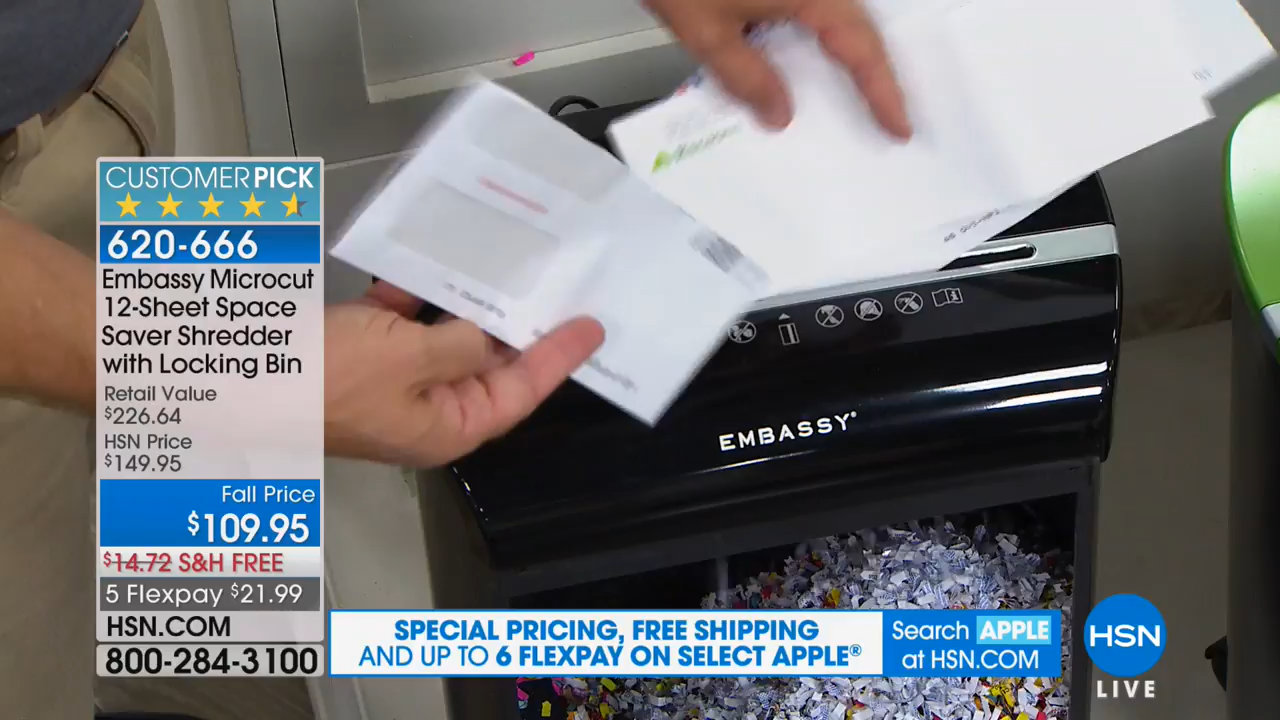 CUSTOMER PICK
620-666
Embassy Microcut
12-Sheet Space
Saver Shredder
with Locking Bin
Retail Value
$226.64
HSN Price
$149.95
Fall Price
$109.95
$14.72 S&H FREE
5 Flexpay $21.99
HSN.COM
800-284-3100
EMBASSY®
SPECIAL PRICING, FREE SHIPPING
AND UP TO 6 FLEXPAY ON SELECT APPLE®
Search APPLE
at HSN.COM
HSN
LIVE